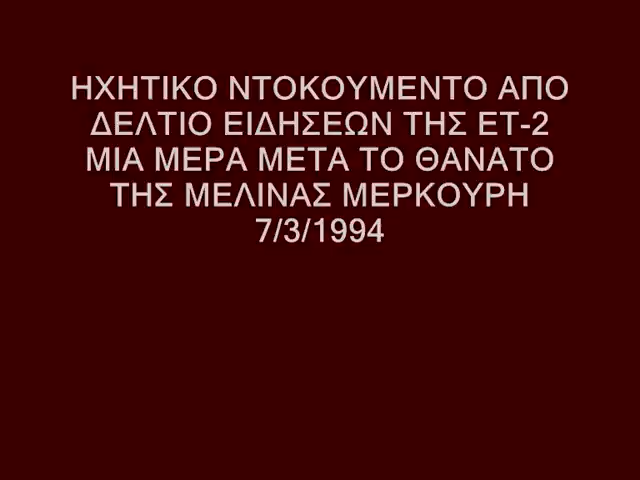 ΗΧΗΤΙΚΟ ΝΤΟΚΟΥΜΕΝΤΟ ΑΠΟ
ΔΕΛΤΙΟ ΕΙΔΗΣΕΩΝ ΤΗΣ ΕΤ-2
ΜΙΑ ΜΕΡΑ ΜΕΤΑ ΤΟ ΘΑΝΑΤΟ
ΤΗΣ ΜΕΛΙΝΑΣ ΜΕΡΚΟΥΡΗ
7/3/1994